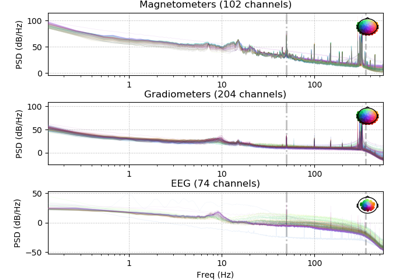 Magnetometers (102 channels)
PSD (dB/Hz)
100
50
0
1
10
100
Gradiometers (204 channels)
PSD (dB/Hz)
100
50
0
1
10
100
EEG (74 channels)
PSD (dB/Hz)
50
0
−50
1
10
100
Freq (Hz)